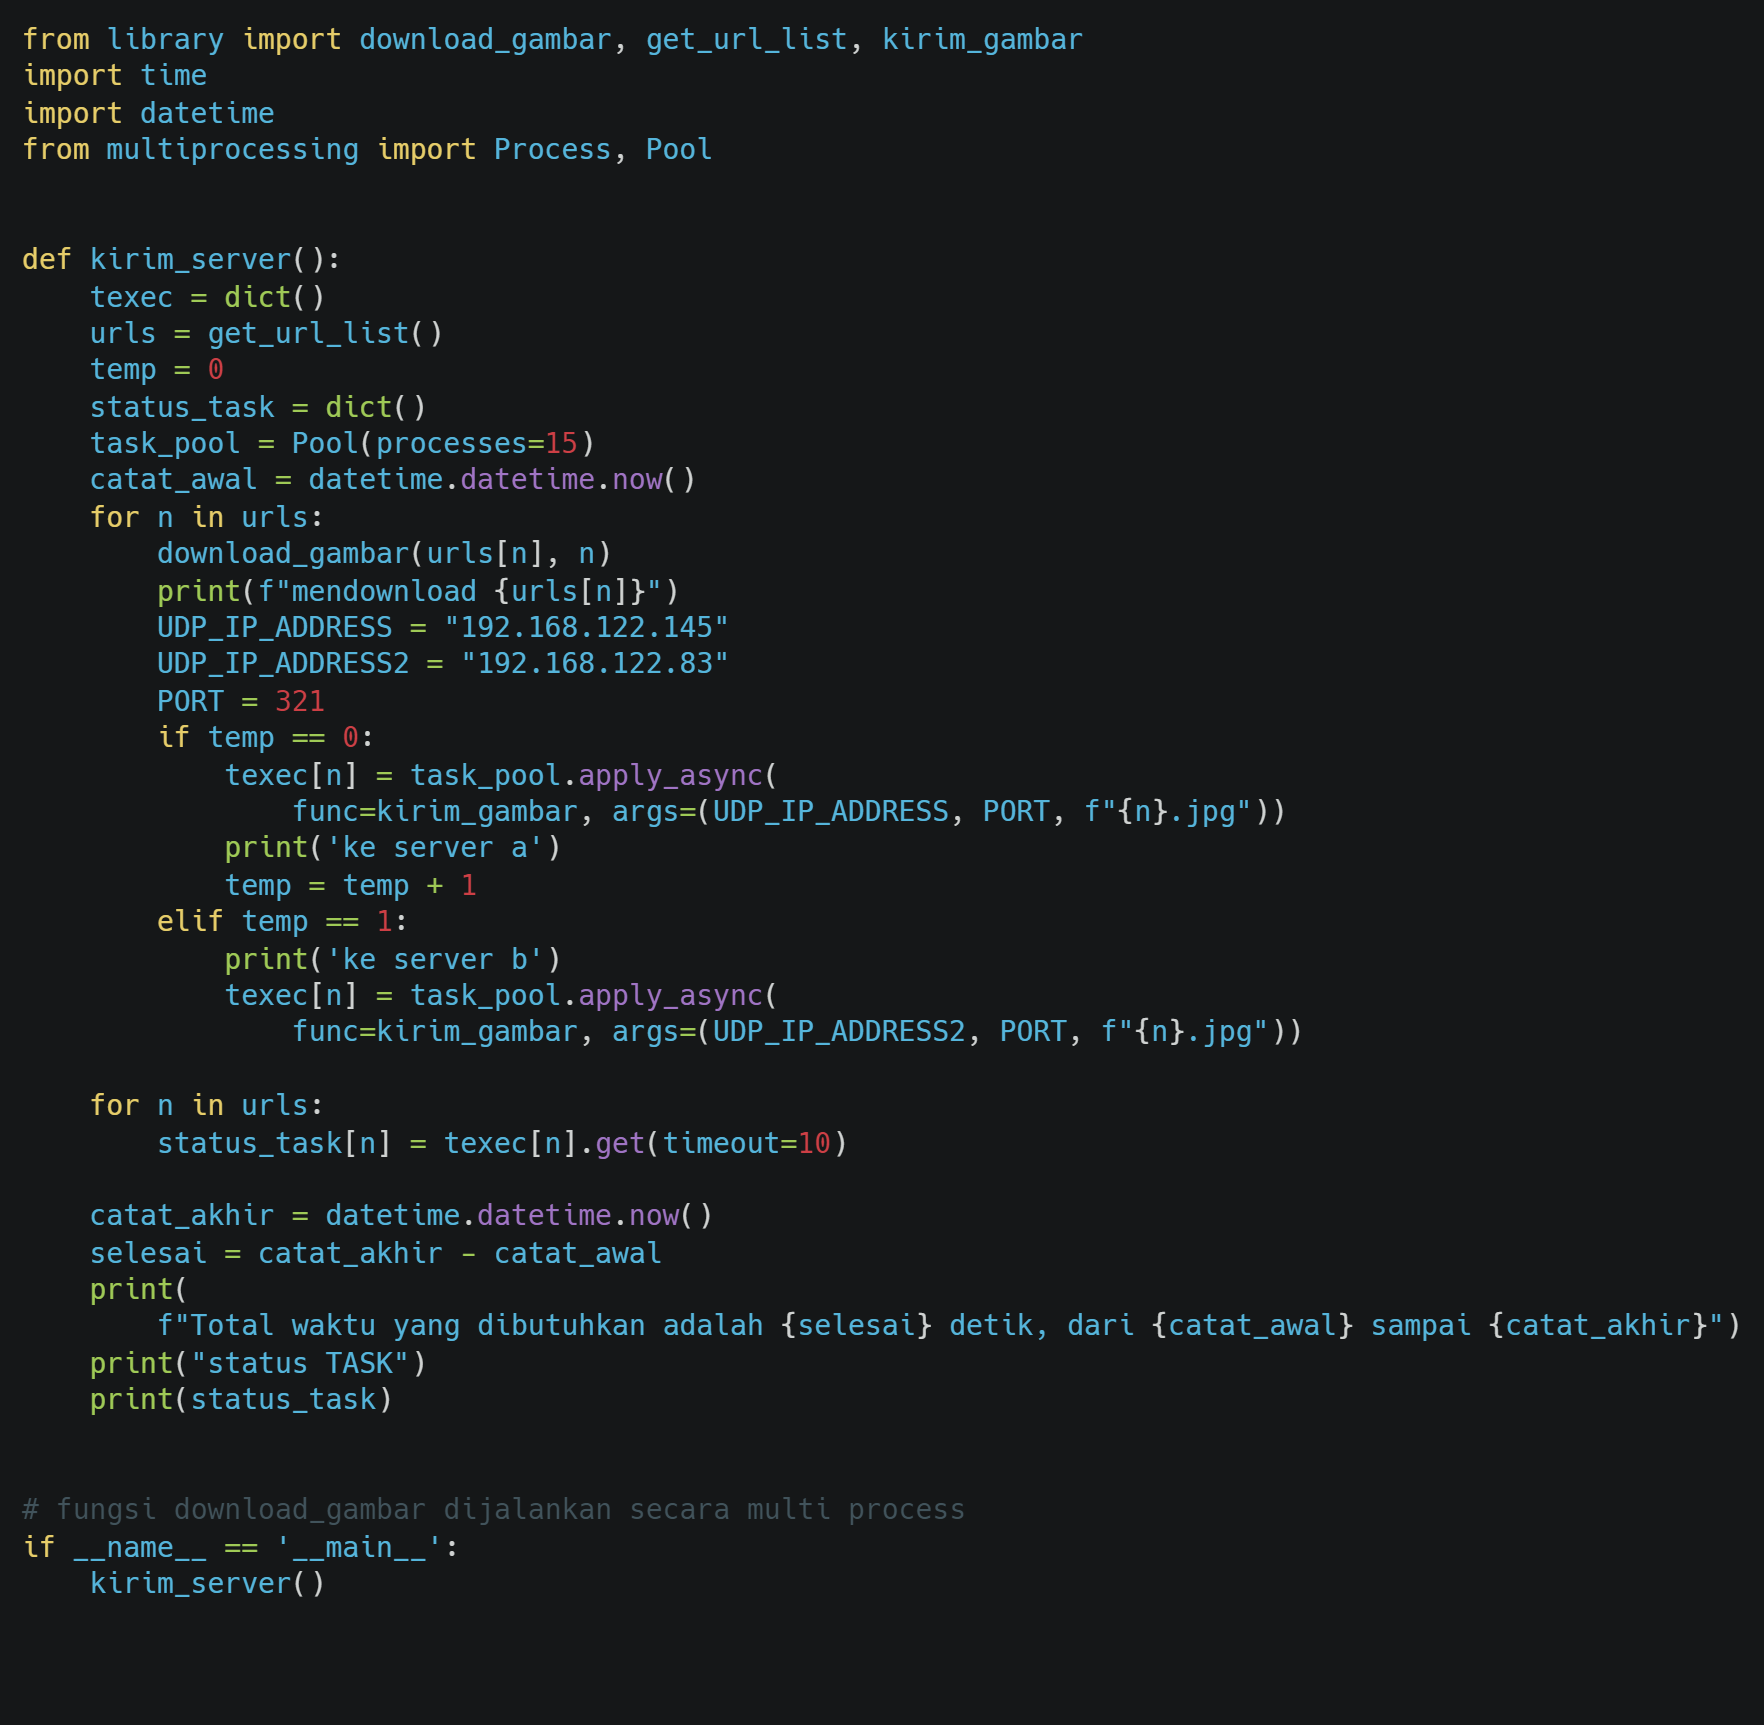 from library import download_gambar, get_url_list, kirim_gambar
import time
import datetime
from multiprocessing import Process, Pool


def kirim_server():
    texec = dict()
    urls = get_url_list()
    temp = 0
    status_task = dict()
    task_pool = Pool(processes=15)
    catat_awal = datetime.datetime.now()
    for n in urls:
        download_gambar(urls[n], n)
        print(f"mendownload {urls[n]}")
        UDP_IP_ADDRESS = "192.168.122.145"
        UDP_IP_ADDRESS2 = "192.168.122.83"
        PORT = 321
        if temp == 0:
            texec[n] = task_pool.apply_async(
                func=kirim_gambar, args=(UDP_IP_ADDRESS, PORT, f"{n}.jpg"))
            print('ke server a')
            temp = temp + 1
        elif temp == 1:
            print('ke server b')
            texec[n] = task_pool.apply_async(
                func=kirim_gambar, args=(UDP_IP_ADDRESS2, PORT, f"{n}.jpg"))

    for n in urls:
        status_task[n] = texec[n].get(timeout=10)

    catat_akhir = datetime.datetime.now()
    selesai = catat_akhir - catat_awal
    print(
        f"Total waktu yang dibutuhkan adalah {selesai} detik, dari {catat_awal} sampai {catat_akhir}")
    print("status TASK")
    print(status_task)


# fungsi download_gambar dijalankan secara multi process
if __name__ == '__main__':
    kirim_server()